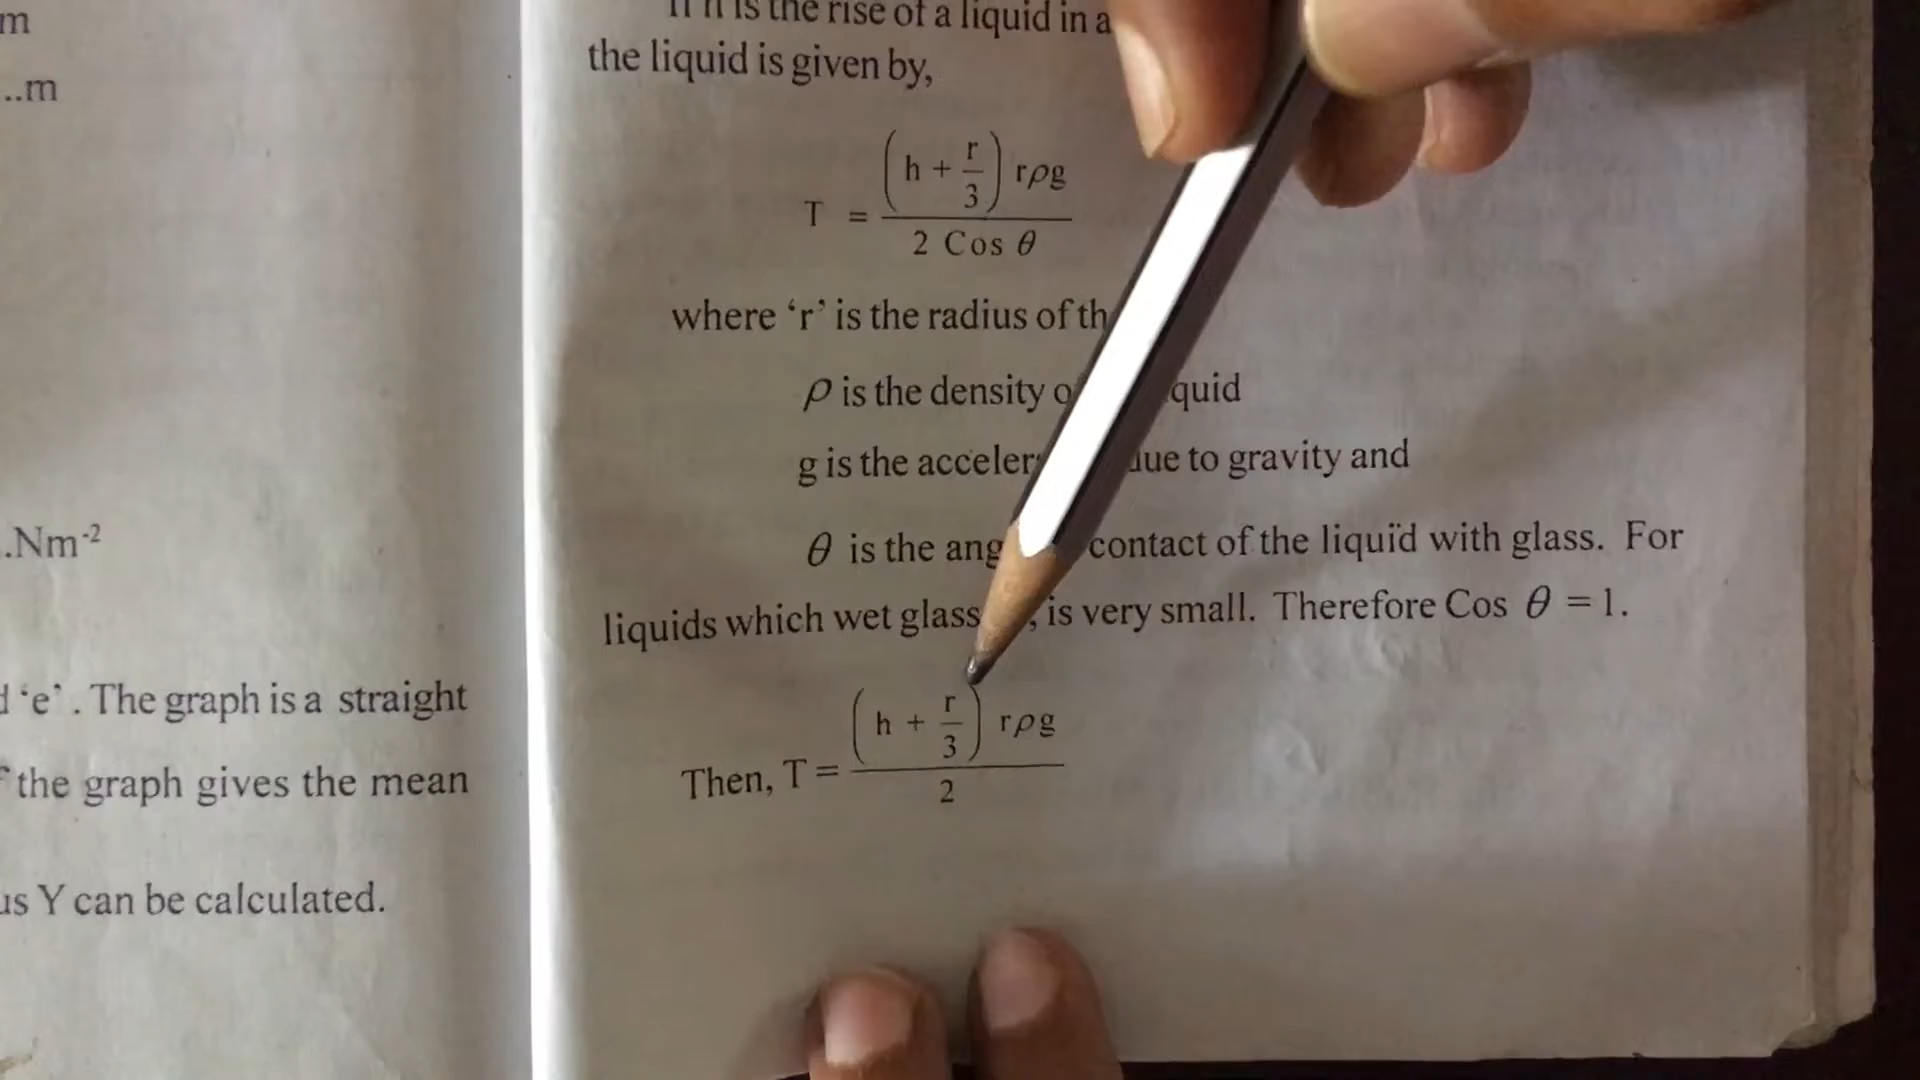 m
..m
.Nm-2
'e'. The graph is a straight
the graph gives the mean
Y can be calculated.
h is the rise of a liquid in a
the liquid is given by,
T = (h + r/3) rρg / 2 Cos θ
where 'r' is the radius of
ρ is the density quid
g is the acceler due to gravity and
θ is the ang contact of the liquid with glass. For
liquids which wet glass , is very small. Therefore Cos θ = 1.
Then, T = (h + r/3) rρg / 2